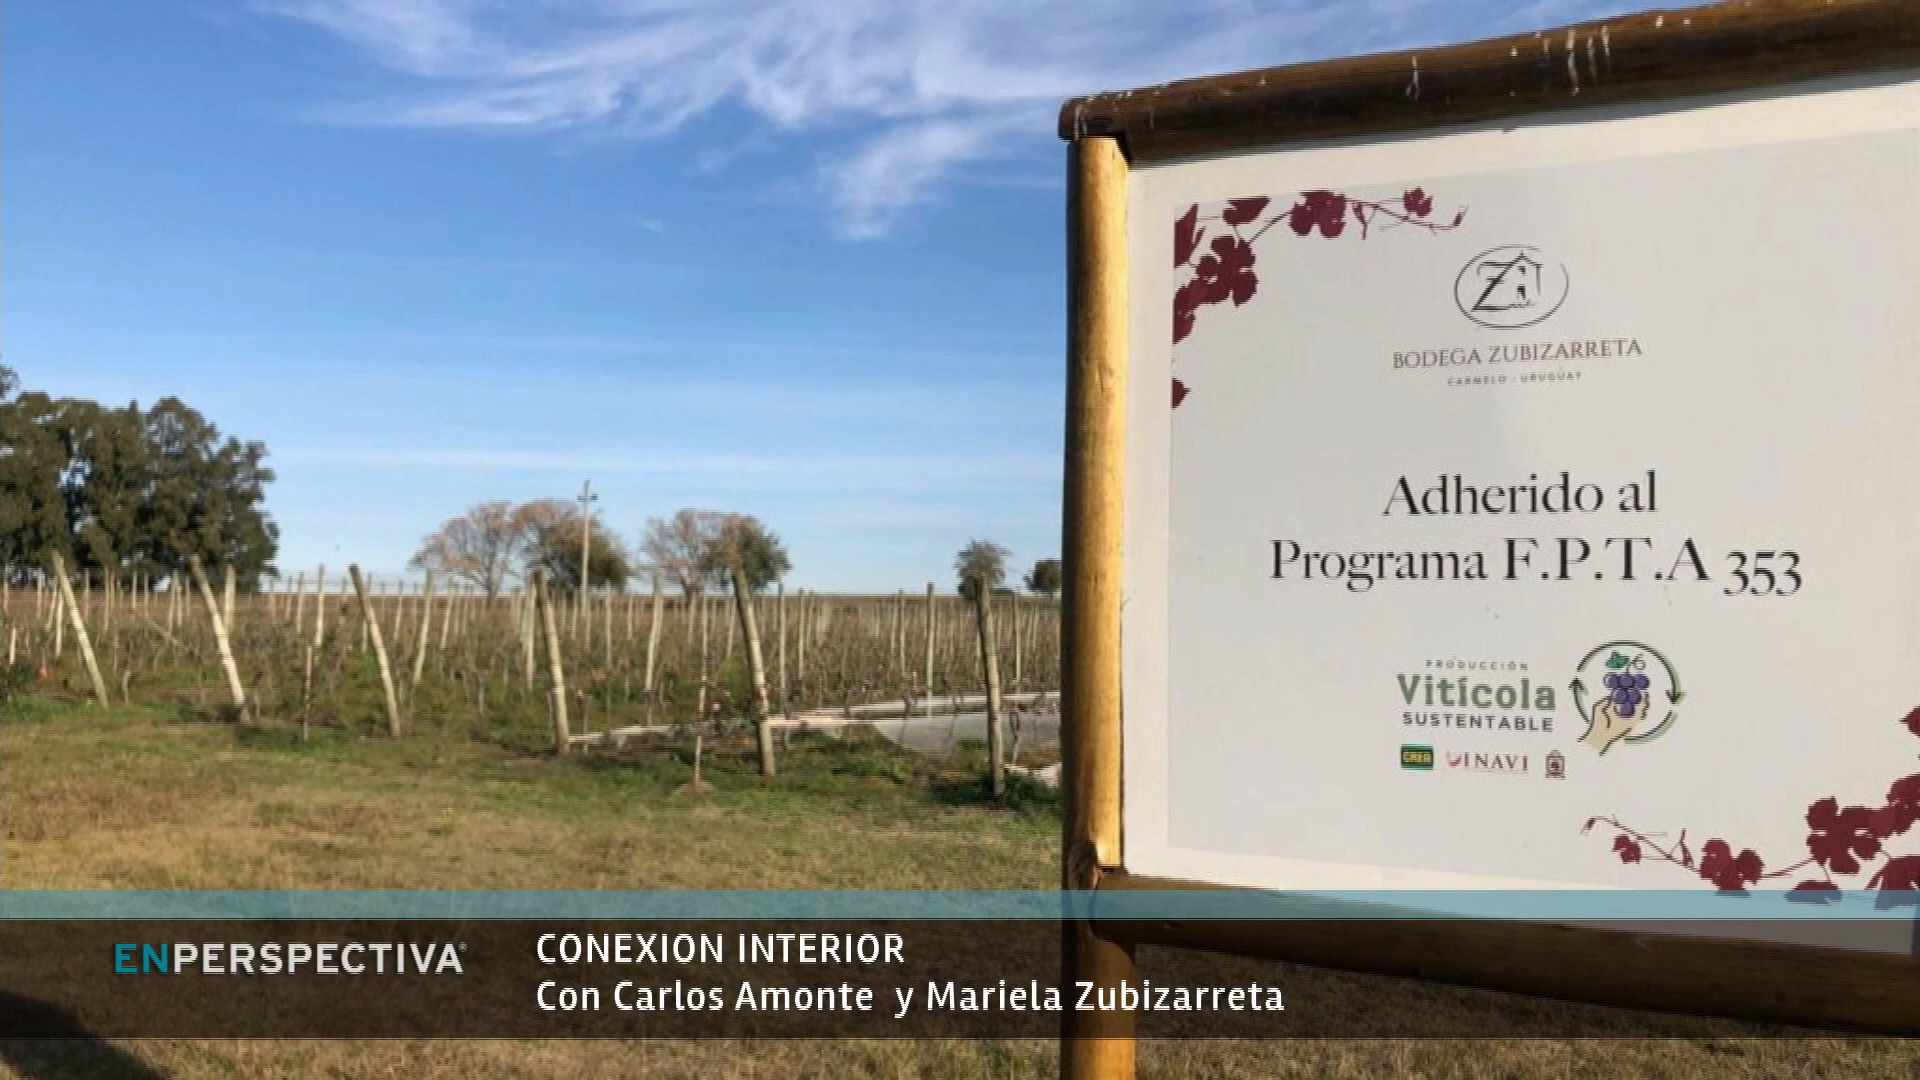 BODEGA ZUBIZARRETA
CARMELO - URUGUAY
Adherido al
Programa F.P.T.A 353
PRODUCCIÓN
Vitícola
SUSTENTABLE
CREA
INAVI
ENPERSPECTIVA®
CONEXION INTERIOR
Con Carlos Amonte y Mariela Zubizarreta